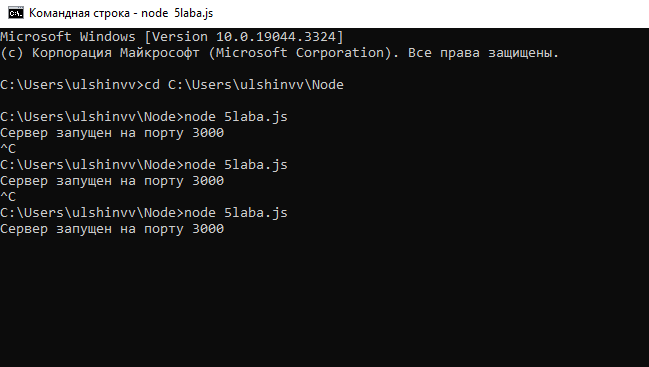 Командная строка - node 5laba.js
Microsoft Windows [Version 10.0.19044.3324]
(c) Корпорация Майкрософт (Microsoft Corporation). Все права защищены.
C:\Users\ulshinvv>cd C:\Users\ulshinvv\Node
C:\Users\ulshinvv\Node>node 5laba.js
Сервер запущен на порту 3000
^C
C:\Users\ulshinvv\Node>node 5laba.js
Сервер запущен на порту 3000
^C
C:\Users\ulshinvv\Node>node 5laba.js
Сервер запущен на порту 3000